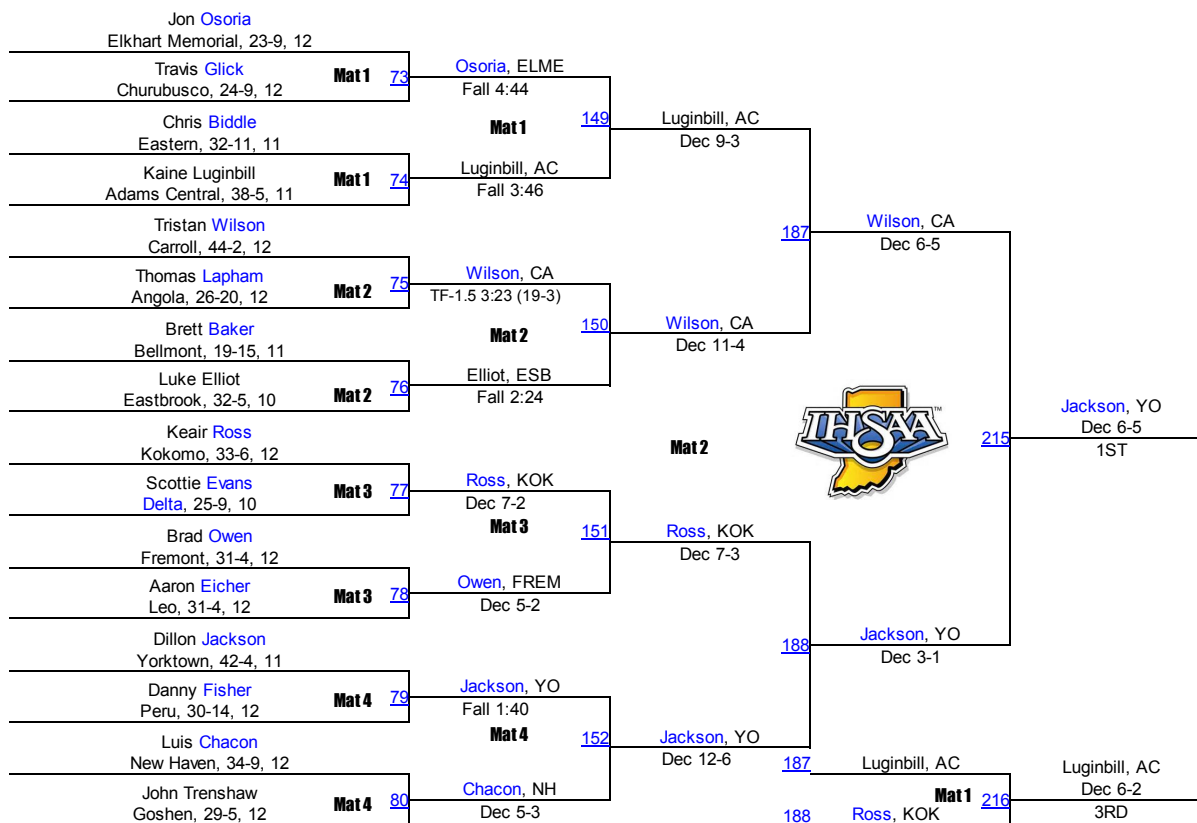 Jon Osoria
Elkhart Memorial, 23-9, 12
Travis Glick
Churubusco, 24-9, 12
Mat 1
73
Chris Biddle
Eastern, 32-11, 11
Kaine Luginbill
Adams Central, 38-5, 11
Mat 1
74
Tristan Wilson
Carroll, 44-2, 12
Thomas Lapham
Angola, 26-20, 12
Mat 2
75
Brett Baker
Bellmont, 19-15, 11
Luke Elliot
Eastbrook, 32-5, 10
Mat 2
76
Keair Ross
Kokomo, 33-6, 12
Scottie Evans
Delta, 25-9, 10
Mat 3
77
Brad Owen
Fremont, 31-4, 12
Aaron Eicher
Leo, 31-4, 12
Mat 3
78
Dillon Jackson
Yorktown, 42-4, 11
Danny Fisher
Peru, 30-14, 12
Mat 4
79
Luis Chacon
New Haven, 34-9, 12
John Trenshaw
Goshen, 29-5, 12
Mat 4
80
Osoria, ELME
Fall 4:44
Mat 1
149
Luginbill, AC
Fall 3:46
Wilson, CA
TF-1.5 3:23 (19-3)
Mat 2
150
Elliot, ESB
Fall 2:24
Ross, KOK
Dec 7-2
Mat 3
151
Owen, FREM
Dec 5-2
Jackson, YO
Fall 1:40
Mat 4
152
Chacon, NH
Dec 5-3
Luginbill, AC
Dec 9-3
187
Wilson, CA
Dec 11-4
Mat 2
Ross, KOK
Dec 7-3
188
Jackson, YO
Dec 12-6
Wilson, CA
Dec 6-5
IHSAA™
215
Jackson, YO
Dec 3-1
Jackson, YO
Dec 6-5
1ST
187
Luginbill, AC
Mat 1
216
188
Ross, KOK
Luginbill, AC
Dec 6-2
3RD